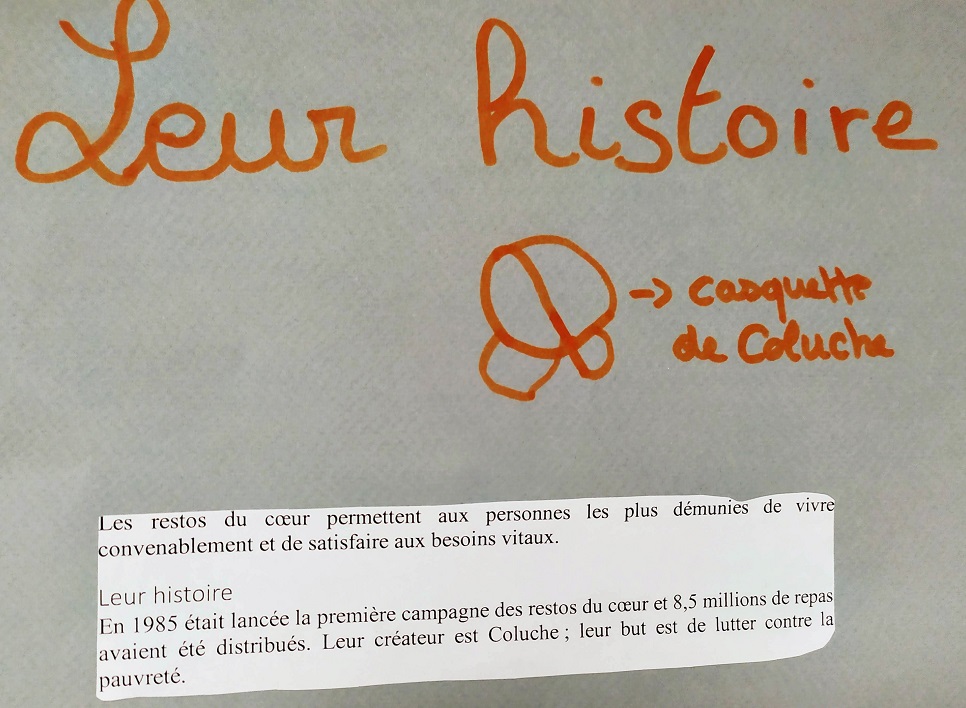 Leur histoire
-> casquette
de Coluche
Les restos du cœur permettent aux personnes les plus démunies de vivre
convenablement et de satisfaire aux besoins vitaux.
Leur histoire
En 1985 était lancée la première campagne des restos du cœur et 8,5 millions de repas
avaient été distribués. Leur créateur est Coluche ; leur but est de lutter contre la
pauvreté.